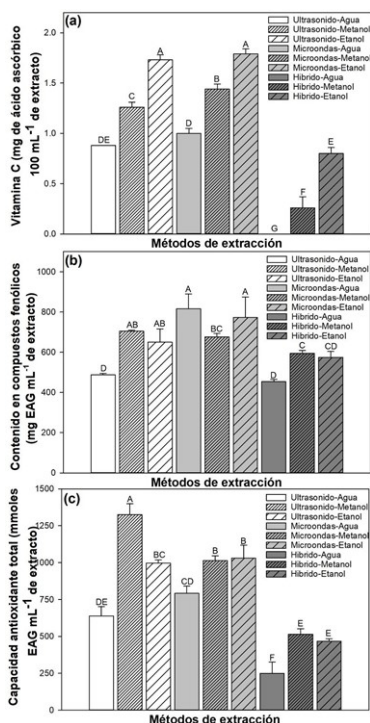 (a)
Ultrasonido-Agua
Ultrasonido-Metanol
Ultrasonido-Etanol
Microondas-Agua
Microondas-Metanol
Microondas-Etanol
Hibrido-Agua
Hibrido-Metanol
Hibrido-Etanol
Vitamina C (mg de ácido ascórbico
100 mL-1 de extracto)
2.0
1.5
1.0
0.5
0.0
DE
C
A
D
B
A
G
F
E
Métodos de extracción
(b)
Ultrasonido-Agua
Ultrasonido-Metanol
Ultrasonido-Etanol
Microondas-Agua
Microondas-Metanol
Microondas-Etanol
Hibrido-Agua
Hibrido-Metanol
Hibrido-Etanol
Contenido en compuestos fenólicos
(mg EAG mL-1 de extracto)
1000
800
600
400
200
0
D
AB
AB
A
BC
A
D
C
CD
Métodos de extracción
(c)
Ultrasonido-Agua
Ultrasonido-Metanol
Ultrasonido-Etanol
Microondas-Agua
Microondas-Metanol
Microondas-Etanol
Hibrido-Agua
Hibrido-Metanol
Hibrido-Etanol
Capacidad antioxidante total (mmoles
EAG mL-1 de extracto)
1500
1250
1000
750
500
250
0
DE
A
BC
CD
B
B
F
E
E
Métodos de extracción